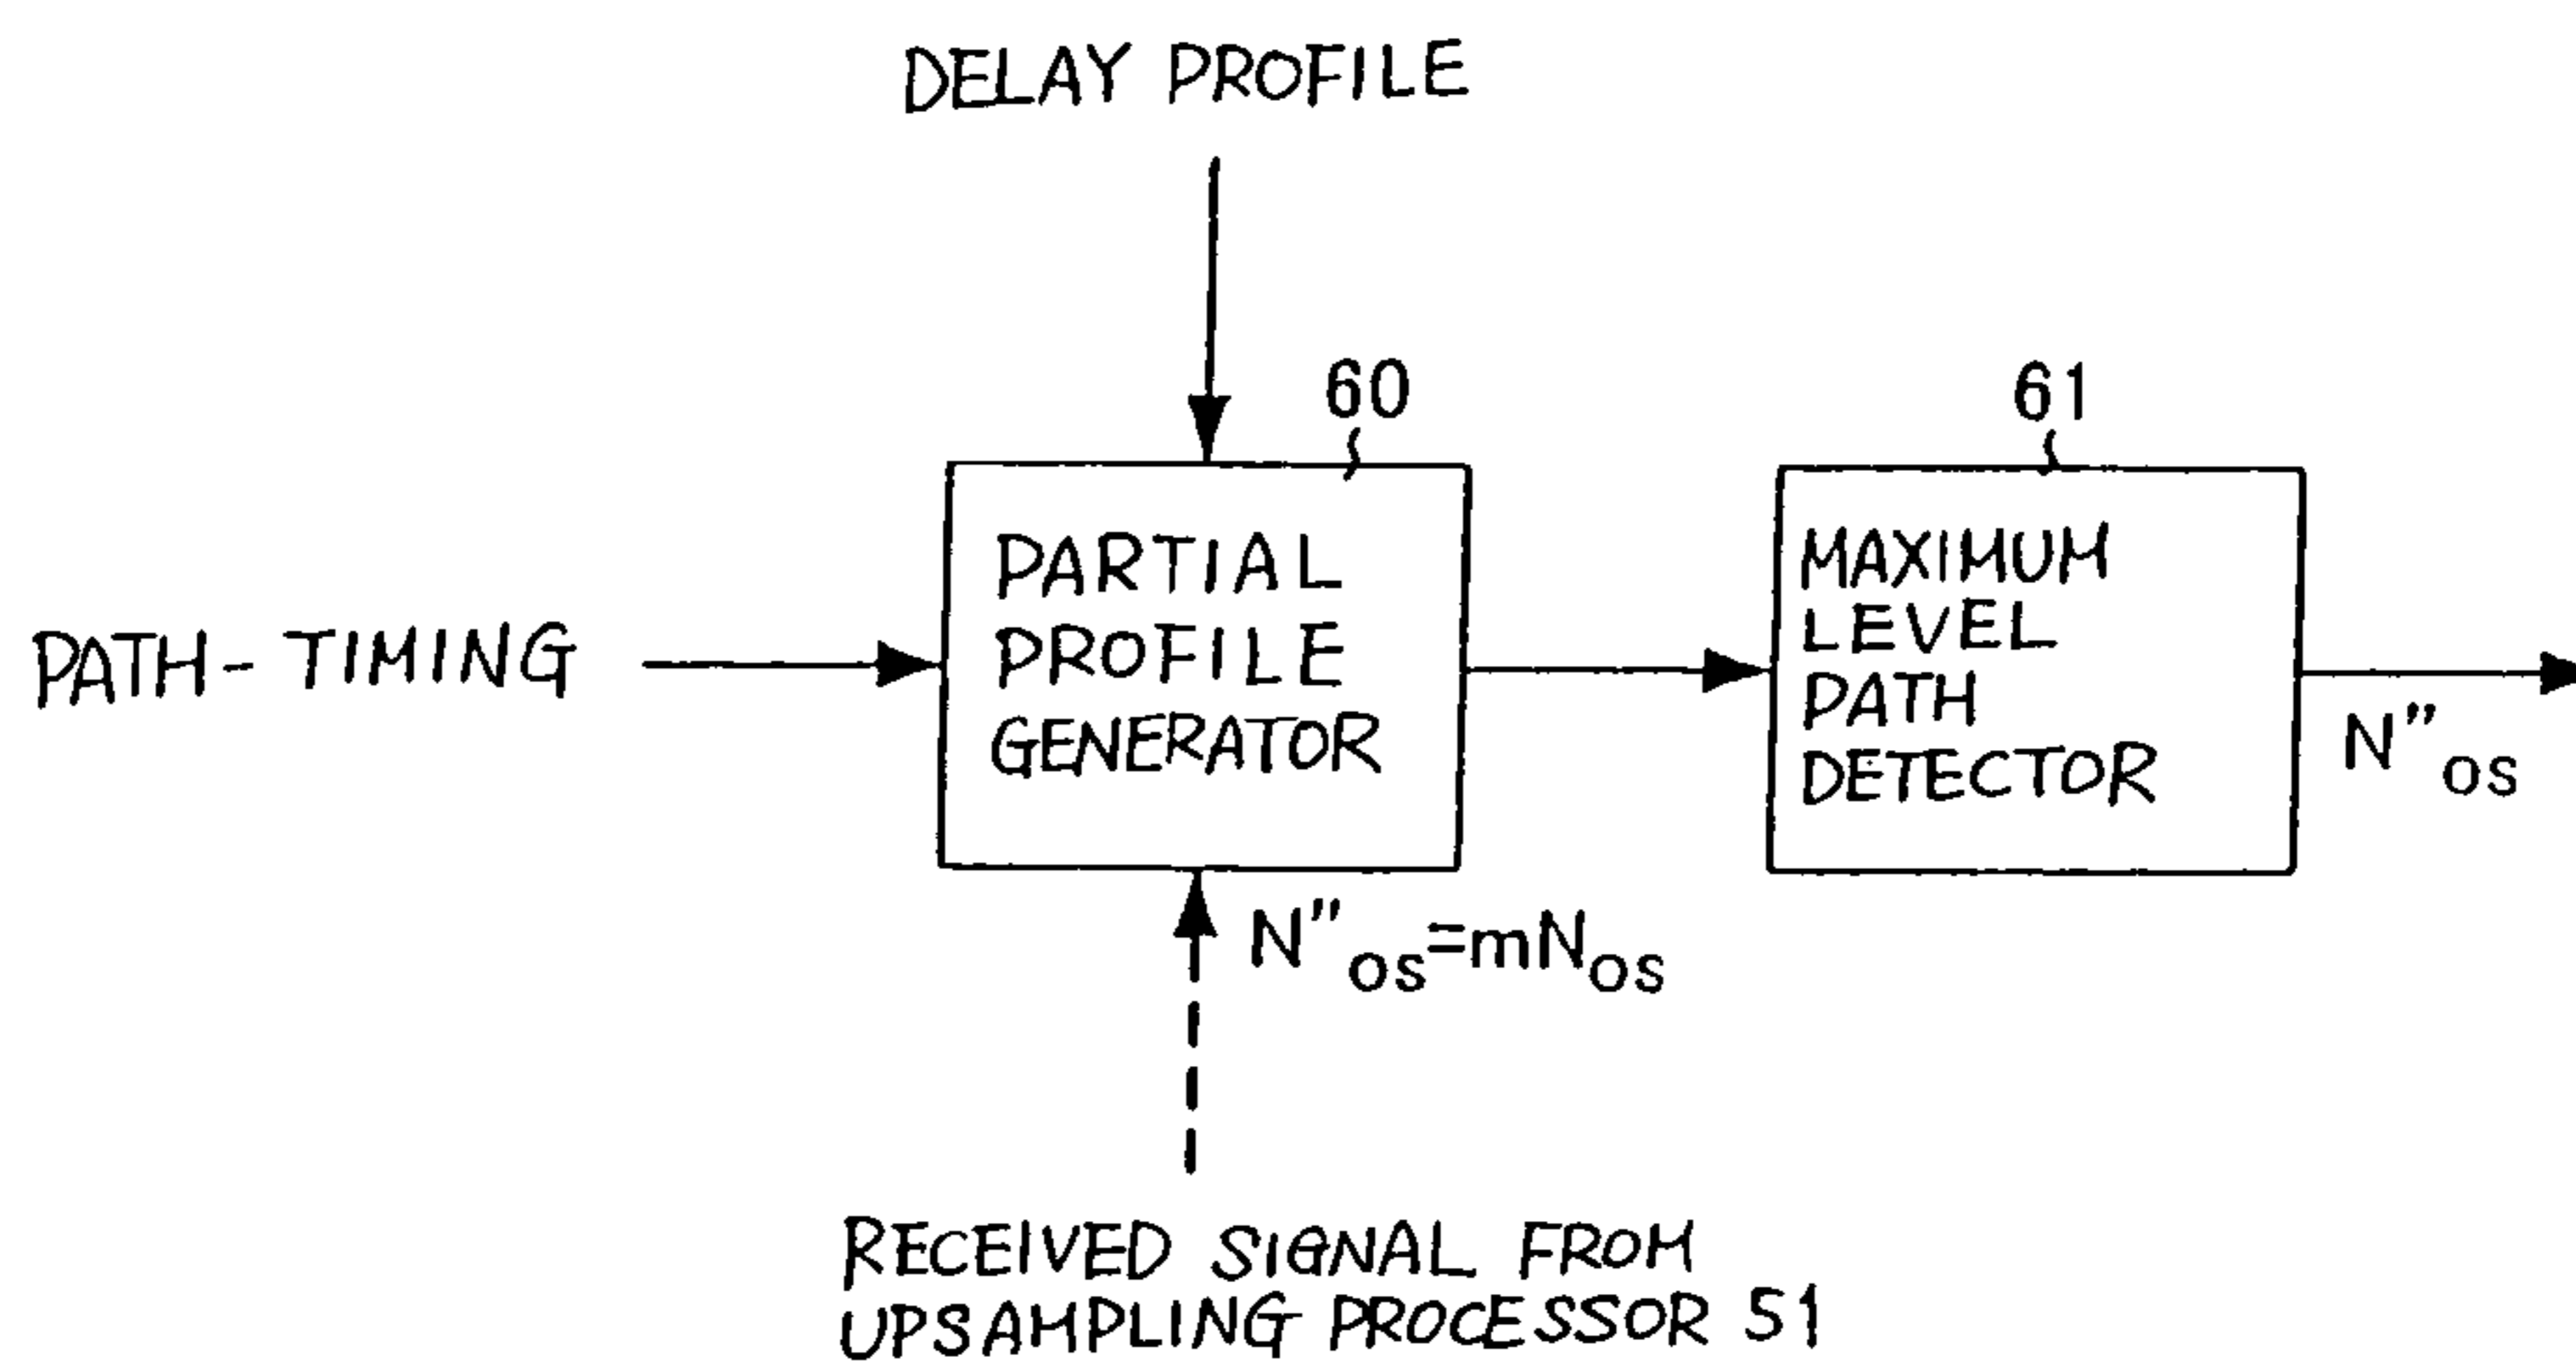 DELAY PROFILE
60
61
PATH-TIMING
PARTIAL
PROFILE
GENERATOR
MAXIMUM
LEVEL
PATH
DETECTOR
N"os
N"os=mNos
RECEIVED SIGNAL FROM
UPSAMPLING PROCESSOR 51